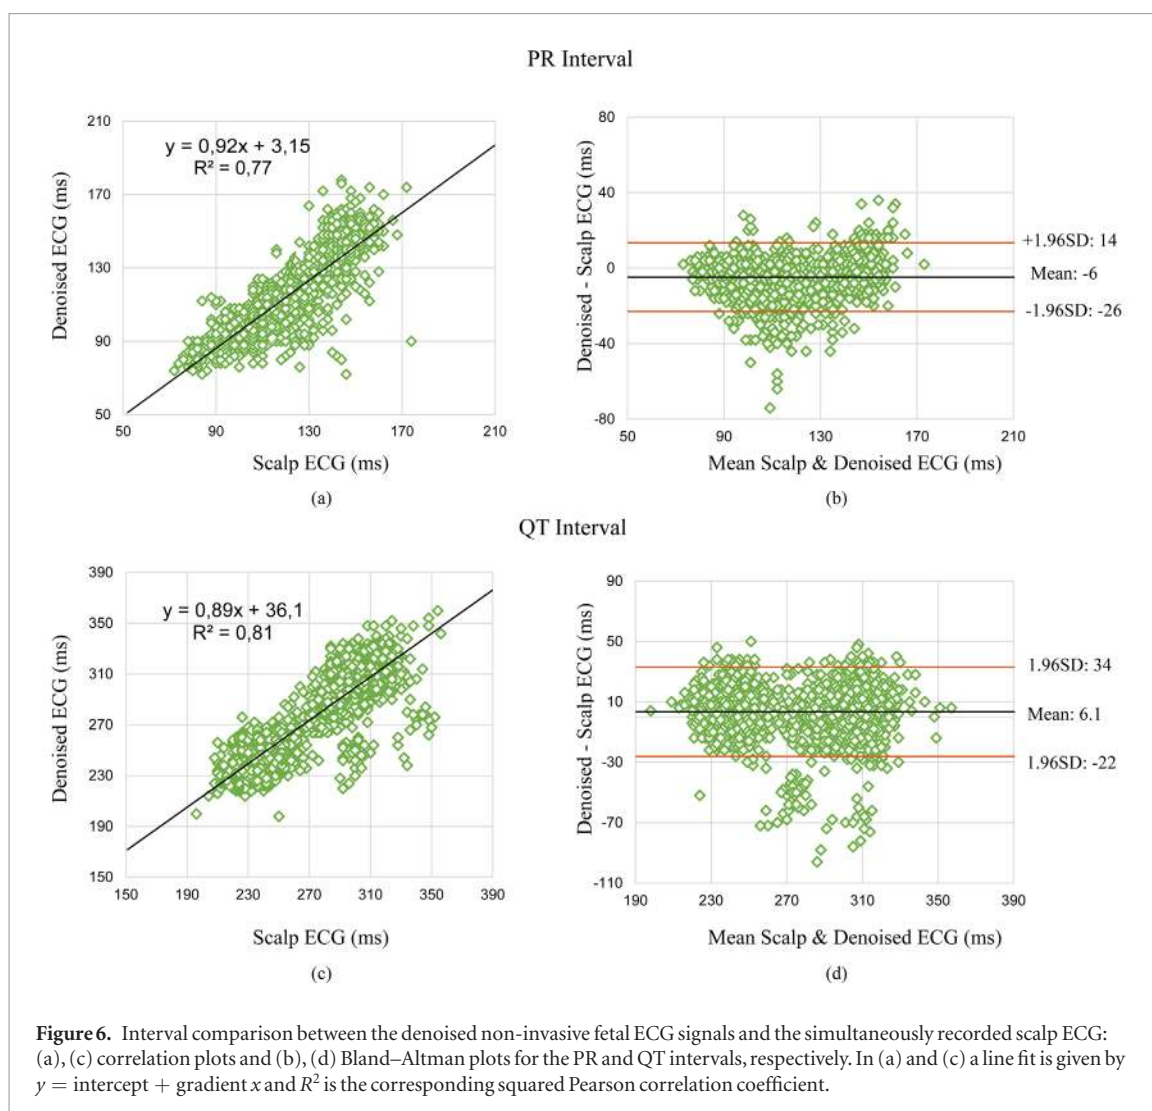 PR Interval
210
170
130
90
50
50 90 130 170 210
y = 0,92x + 3,15
R² = 0,77
Denoised ECG (ms)
Scalp ECG (ms)
(a)
80
40
0
-40
-80
50 90 130 170 210
Denoised - Scalp ECG (ms)
+1.96SD: 14
Mean: -6
-1.96SD: -26
Mean Scalp & Denoised ECG (ms)
(b)
QT Interval
390
350
310
270
230
190
150
150 190 230 270 310 350 390
y = 0,89x + 36,1
R² = 0,81
Denoised ECG (ms)
Scalp ECG (ms)
(c)
90
50
10
-30
-70
-110
190 230 270 310 350 390
Denoised - Scalp ECG (ms)
1.96SD: 34
Mean: 6.1
1.96SD: -22
Mean Scalp & Denoised ECG (ms)
(d)
Figure 6. Interval comparison between the denoised non-invasive fetal ECG signals and the simultaneously recorded scalp ECG:
(a), (c) correlation plots and (b), (d) Bland–Altman plots for the PR and QT intervals, respectively. In (a) and (c) a line fit is given by
y = intercept + gradient x and R² is the corresponding squared Pearson correlation coefficient.